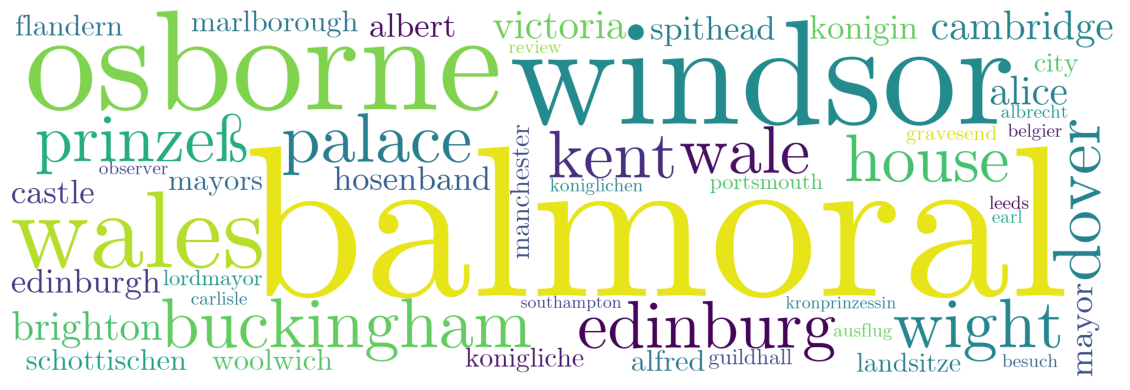 flandern marlborough albert victoria spithead konigin cambridge
osborne review windsor city
alice
albrecht
prinzeß palace manchester kent wale gravesend belgier
house dover
observer mayors hosenband koniglichen portsmouth
castle leeds
wales balmoral earl
edinburgh lordmayor
carlisle southampton kronprinzessin mayor
brighton buckingham edinburg ausflug wight
schottischen woolwich konigliche alfred guildhall landsitze besuch